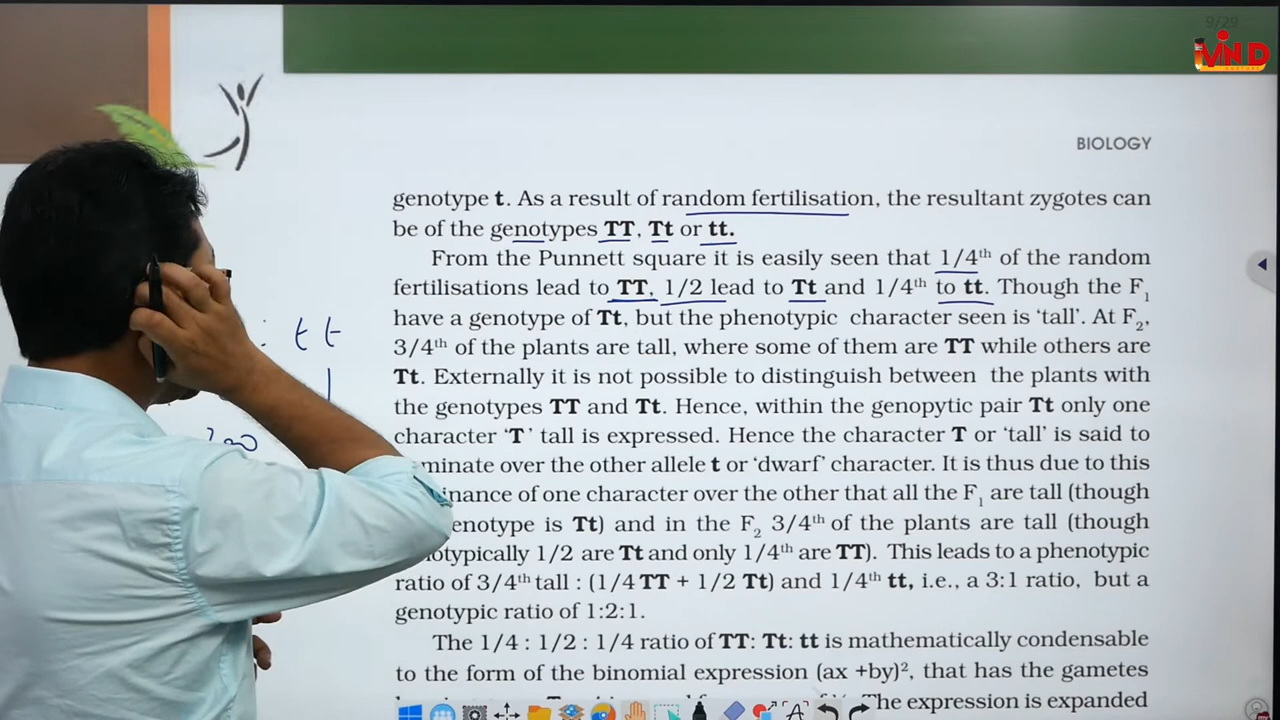 9/29
MIND
BIOLOGY
genotype t. As a result of random fertilisation, the resultant zygotes can
be of the genotypes TT, Tt or tt.
From the Punnett square it is easily seen that 1/4th of the random
fertilisations lead to TT, 1/2 lead to Tt and 1/4th to tt. Though the F1
have a genotype of Tt, but the phenotypic character seen is ‘tall’. At F2,
: tt
3/4th of the plants are tall, where some of them are TT while others are
Tt. Externally it is not possible to distinguish between the plants with
the genotypes TT and Tt. Hence, within the genopytic pair Tt only one
character ‘T’ tall is expressed. Hence the character T or ‘tall’ is said to
minate over the other allele t or ‘dwarf’ character. It is thus due to this
inance of one character over the other that all the F1 are tall (though
enotype is Tt) and in the F2 3/4th of the plants are tall (though
otypically 1/2 are Tt and only 1/4th are TT). This leads to a phenotypic
ratio of 3/4th tall : (1/4 TT + 1/2 Tt) and 1/4th tt, i.e., a 3:1 ratio, but a
genotypic ratio of 1:2:1.
The 1/4 : 1/2 : 1/4 ratio of TT: Tt: tt is mathematically condensable
to the form of the binomial expression (ax +by)2, that has the gametes
The expression is expanded